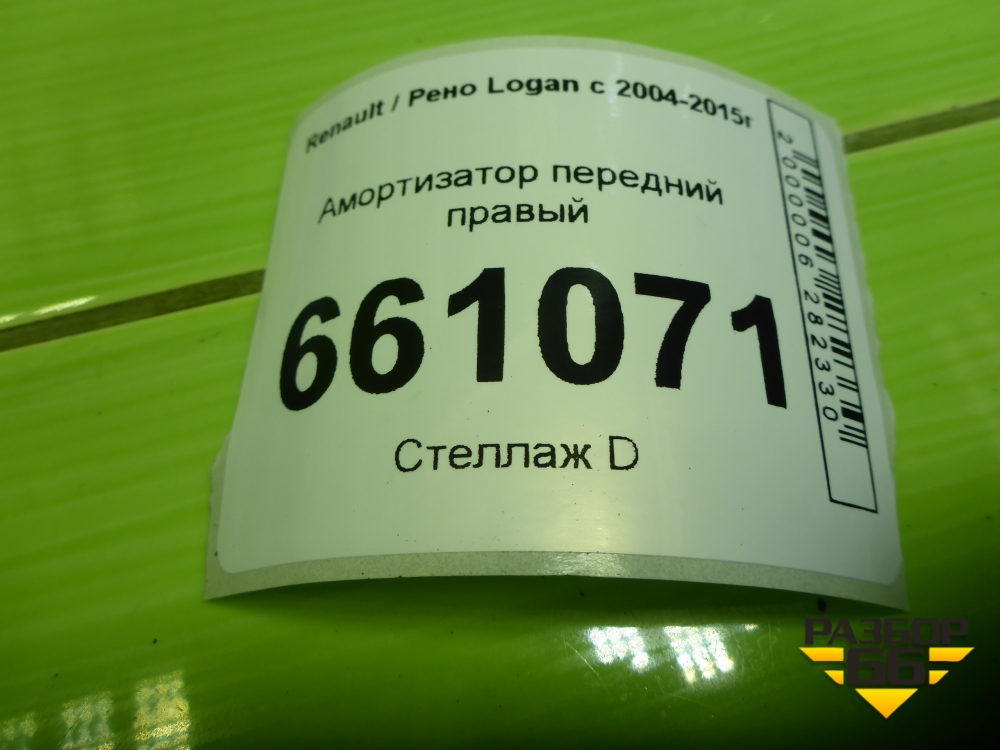 Renault / Рено Logan с 2004-2015г
Амортизатор передний
правый
661071
Стеллаж D
2000006282330
РАЗБОР
66